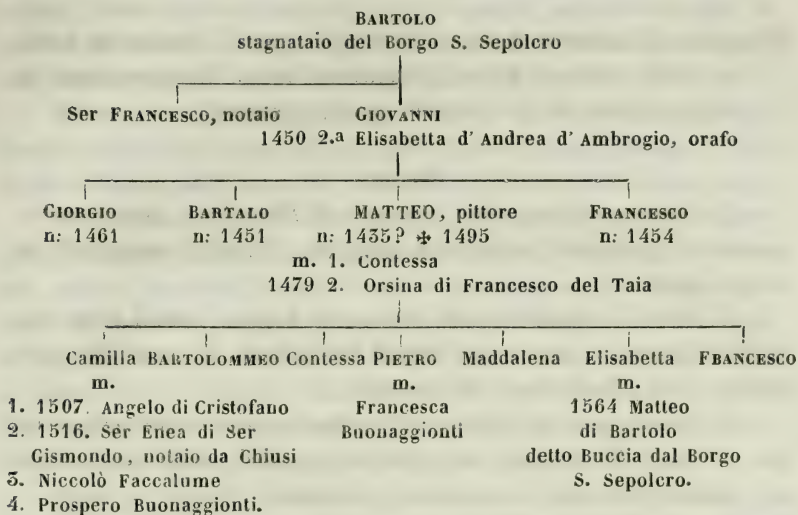 BARTOLO
stagnataio del Borgo S. Sepolcro
Ser FRANCESCO, notaio GIOVANNI
1450 2.a Elisabetta d' Andrea d' Ambrogio, orafo
GIORGIO BARTALO MATTEO, pittore FRANCESCO
n: 1461 n: 1451 n: 1435? ✠ 1495 n: 1454
m. 1. Contessa
1479 2. Orsina di Francesco del Taia
Camilla BARTOLOMMEO Contessa PIETRO Maddalena Elisabetta FBANCESCO
m. m. m.
1. 1507. Angelo di Cristofano Francesca 1564 Matteo
2. 1516. Ser Enea di Ser Buonaggionti di Bartolo
Gismondo, notaio da Chiusi detto Buccia dal Borgo
3. Niccolò Faccalume S. Sepolcro.
4. Prospero Buonaggionti.